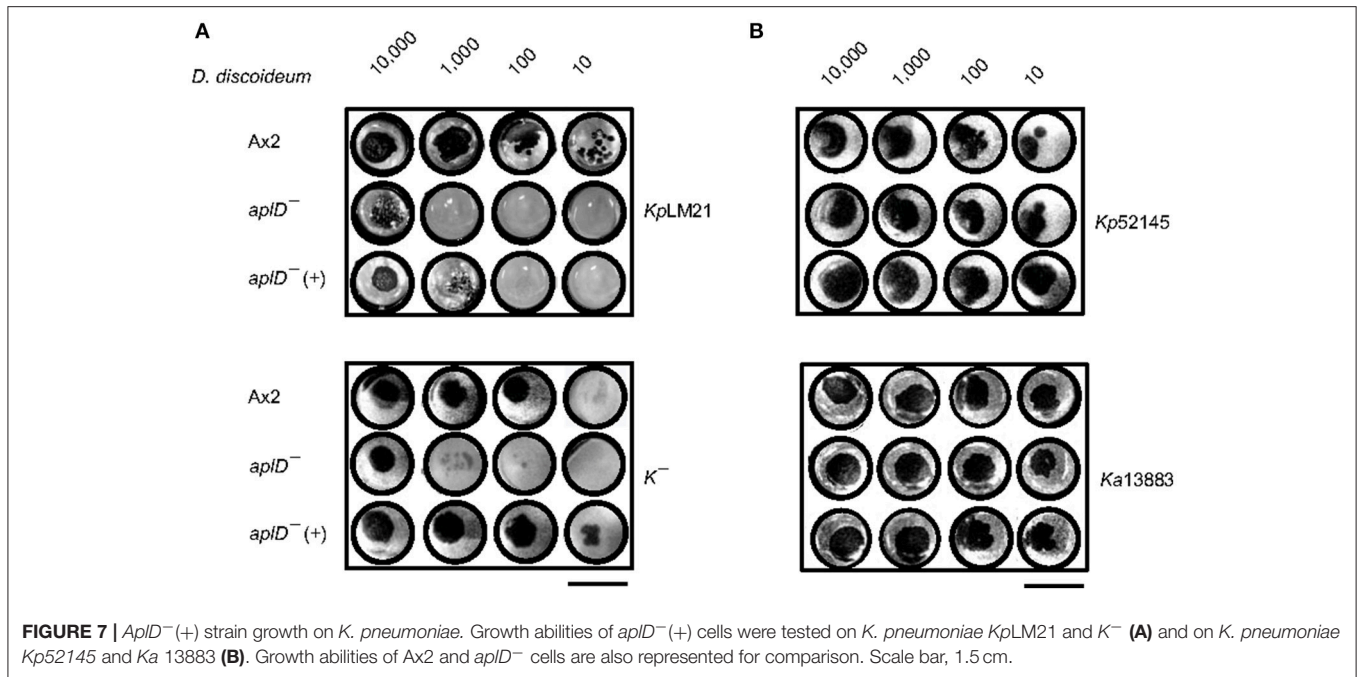 A
B
D. discoideum
10,000
1,000
100
10
10,000
1,000
100
10
Ax2
aplD⁻
aplD⁻(+)
KpLM21
Kp52145
Ax2
aplD⁻
aplD⁻(+)
K⁻
Ka13883
FIGURE 7 | AplD⁻(+) strain growth on K. pneumoniae. Growth abilities of aplD⁻(+) cells were tested on K. pneumoniae KpLM21 and K⁻ (A) and on K. pneumoniae
Kp52145 and Ka 13883 (B). Growth abilities of Ax2 and aplD⁻ cells are also represented for comparison. Scale bar, 1.5 cm.